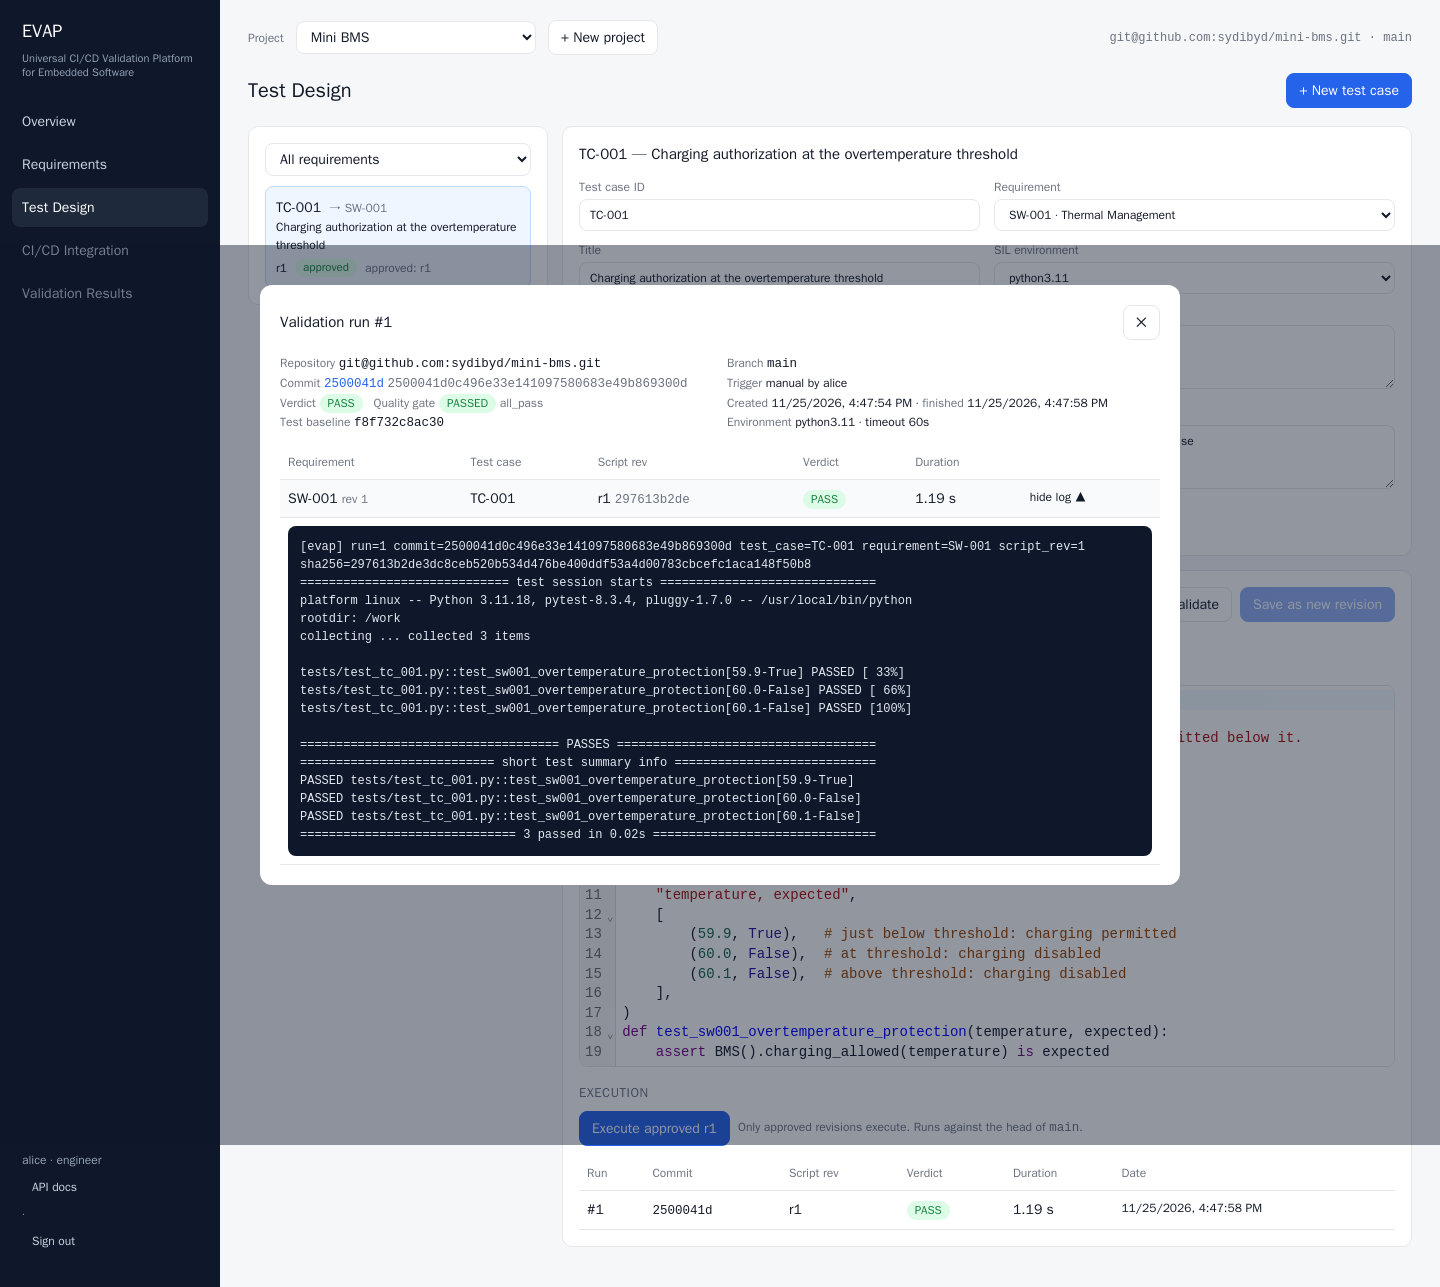 EVAP
Universal CI/CD Validation Platform
for Embedded Software
Overview
Requirements
Test Design
CI/CD Integration
Validation Results
alice · engineer
API docs
·
Sign out
Project Mini BMS + New project git@github.com:sydibyd/mini-bms.git · main
Test Design + New test case
All requirements
TC-001 → SW-001
Charging authorization at the overtemperature
threshold
r1 approved approved: r1
TC-001 — Charging authorization at the overtemperature threshold
Test case ID Requirement
TC-001 SW-001 · Thermal Management
Title SIL environment
Charging authorization at the overtemperature threshold python3.11
Validation run #1 ×
Repository git@github.com:sydibyd/mini-bms.git Branch main
Commit 2500041d 2500041d0c496e33e141097580683e49b869300d Trigger manual by alice
Verdict PASS Quality gate PASSED all_pass Created 11/25/2026, 4:47:54 PM · finished 11/25/2026, 4:47:58 PM
Test baseline f8f732c8ac30 Environment python3.11 · timeout 60s
Requirement Test case Script rev Verdict Duration
SW-001 rev 1 TC-001 r1 297613b2de PASS 1.19 s hide log ▲
[evap] run=1 commit=2500041d0c496e33e141097580683e49b869300d test_case=TC-001 requirement=SW-001 script_rev=1
sha256=297613b2de3dc8ceb520b534d476be400ddf53a4d00783cbcefc1aca148f50b8
============================= test session starts ==============================
platform linux -- Python 3.11.18, pytest-8.3.4, pluggy-1.7.0 -- /usr/local/bin/python
rootdir: /work
collecting ... collected 3 items
tests/test_tc_001.py::test_sw001_overtemperature_protection[59.9-True] PASSED [ 33%]
tests/test_tc_001.py::test_sw001_overtemperature_protection[60.0-False] PASSED [ 66%]
tests/test_tc_001.py::test_sw001_overtemperature_protection[60.1-False] PASSED [100%]
==================================== PASSES ====================================
=========================== short test summary info ============================
PASSED tests/test_tc_001.py::test_sw001_overtemperature_protection[59.9-True]
PASSED tests/test_tc_001.py::test_sw001_overtemperature_protection[60.0-False]
PASSED tests/test_tc_001.py::test_sw001_overtemperature_protection[60.1-False]
============================== 3 passed in 0.02s ===============================
se
alidate Save as new revision
itted below it.
11 "temperature, expected",
12 [
13 (59.9, True), # just below threshold: charging permitted
14 (60.0, False), # at threshold: charging disabled
15 (60.1, False), # above threshold: charging disabled
16 ],
17 )
18 def test_sw001_overtemperature_protection(temperature, expected):
19 assert BMS().charging_allowed(temperature) is expected
EXECUTION
Execute approved r1 Only approved revisions execute. Runs against the head of main.
Run Commit Script rev Verdict Duration Date
#1 2500041d r1 PASS 1.19 s 11/25/2026, 4:47:58 PM